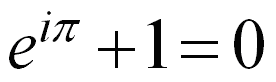 e^{iπ} + 1 = 0